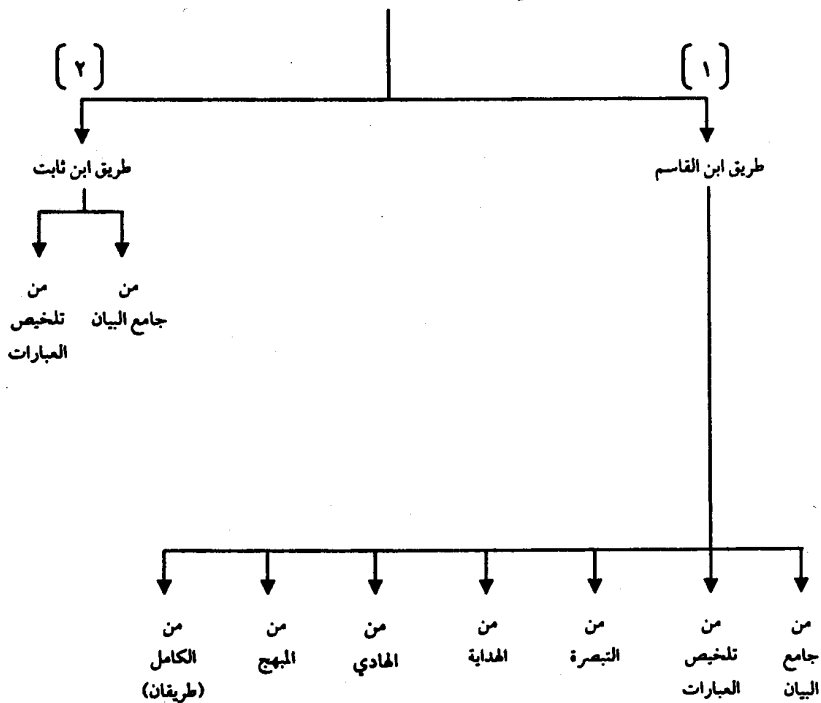 (١)
(٢)
طريق ابن القاسم
طريق ابن ثابت
من
جامع البيان
من
تلخيص
العبارات
من
جامع
البيان
من
تلخيص
العبارات
من
التبصرة
من
الهداية
من
الهادي
من
المبهج
من
الكامل
(طريقان)